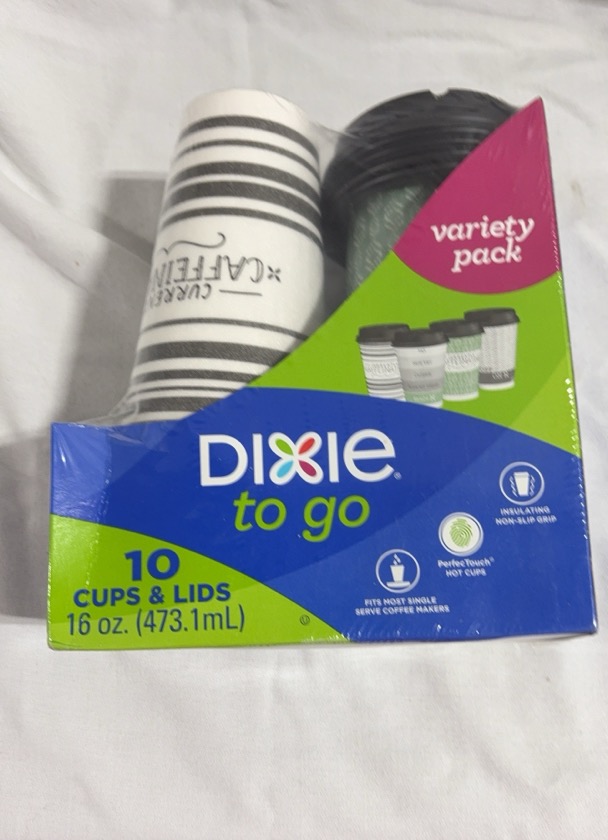 CAFFEIN
variety
pack
DIXIE
to go
10
CUPS & LIDS
16 oz. (473.1mL)
INSULATING
NON-SLIP GRIP
PerfecTouch®
HOT CUPS
FITS MOST SINGLE
SERVE COFFEE MAKERS